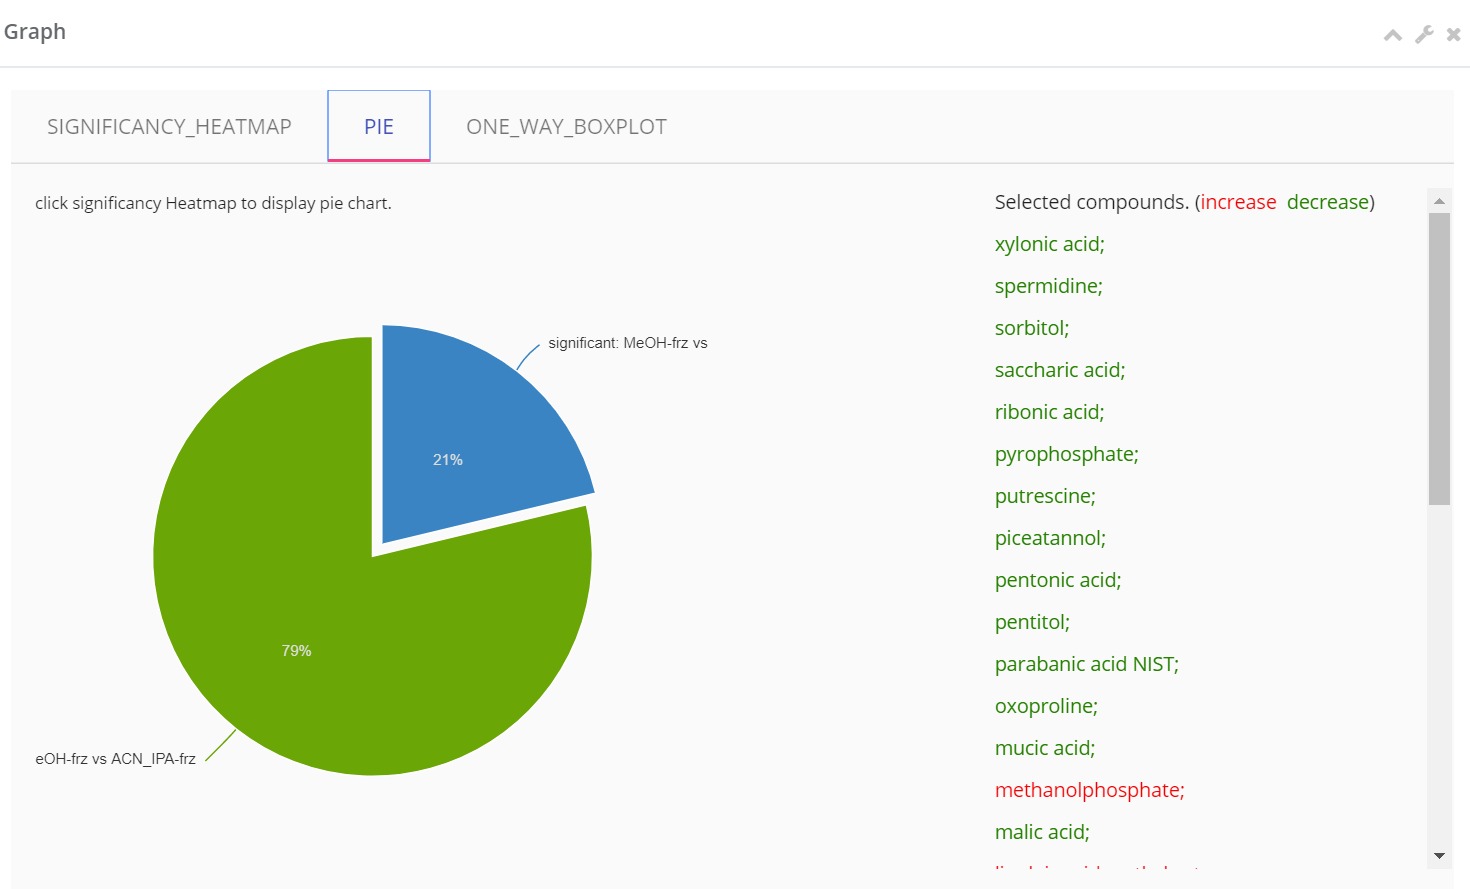 Graph
SIGNIFICANCY_HEATMAP
PIE
ONE_WAY_BOXPLOT
click significancy Heatmap to display pie chart.
significant: MeOH-frz vs
21%
79%
eOH-frz vs ACN_IPA-frz
Selected compounds. (increase decrease)
xylonic acid;
spermidine;
sorbitol;
saccharic acid;
ribonic acid;
pyrophosphate;
putrescine;
piceatannol;
pentonic acid;
pentitol;
parabanic acid NIST;
oxoproline;
mucic acid;
methanolphosphate;
malic acid;